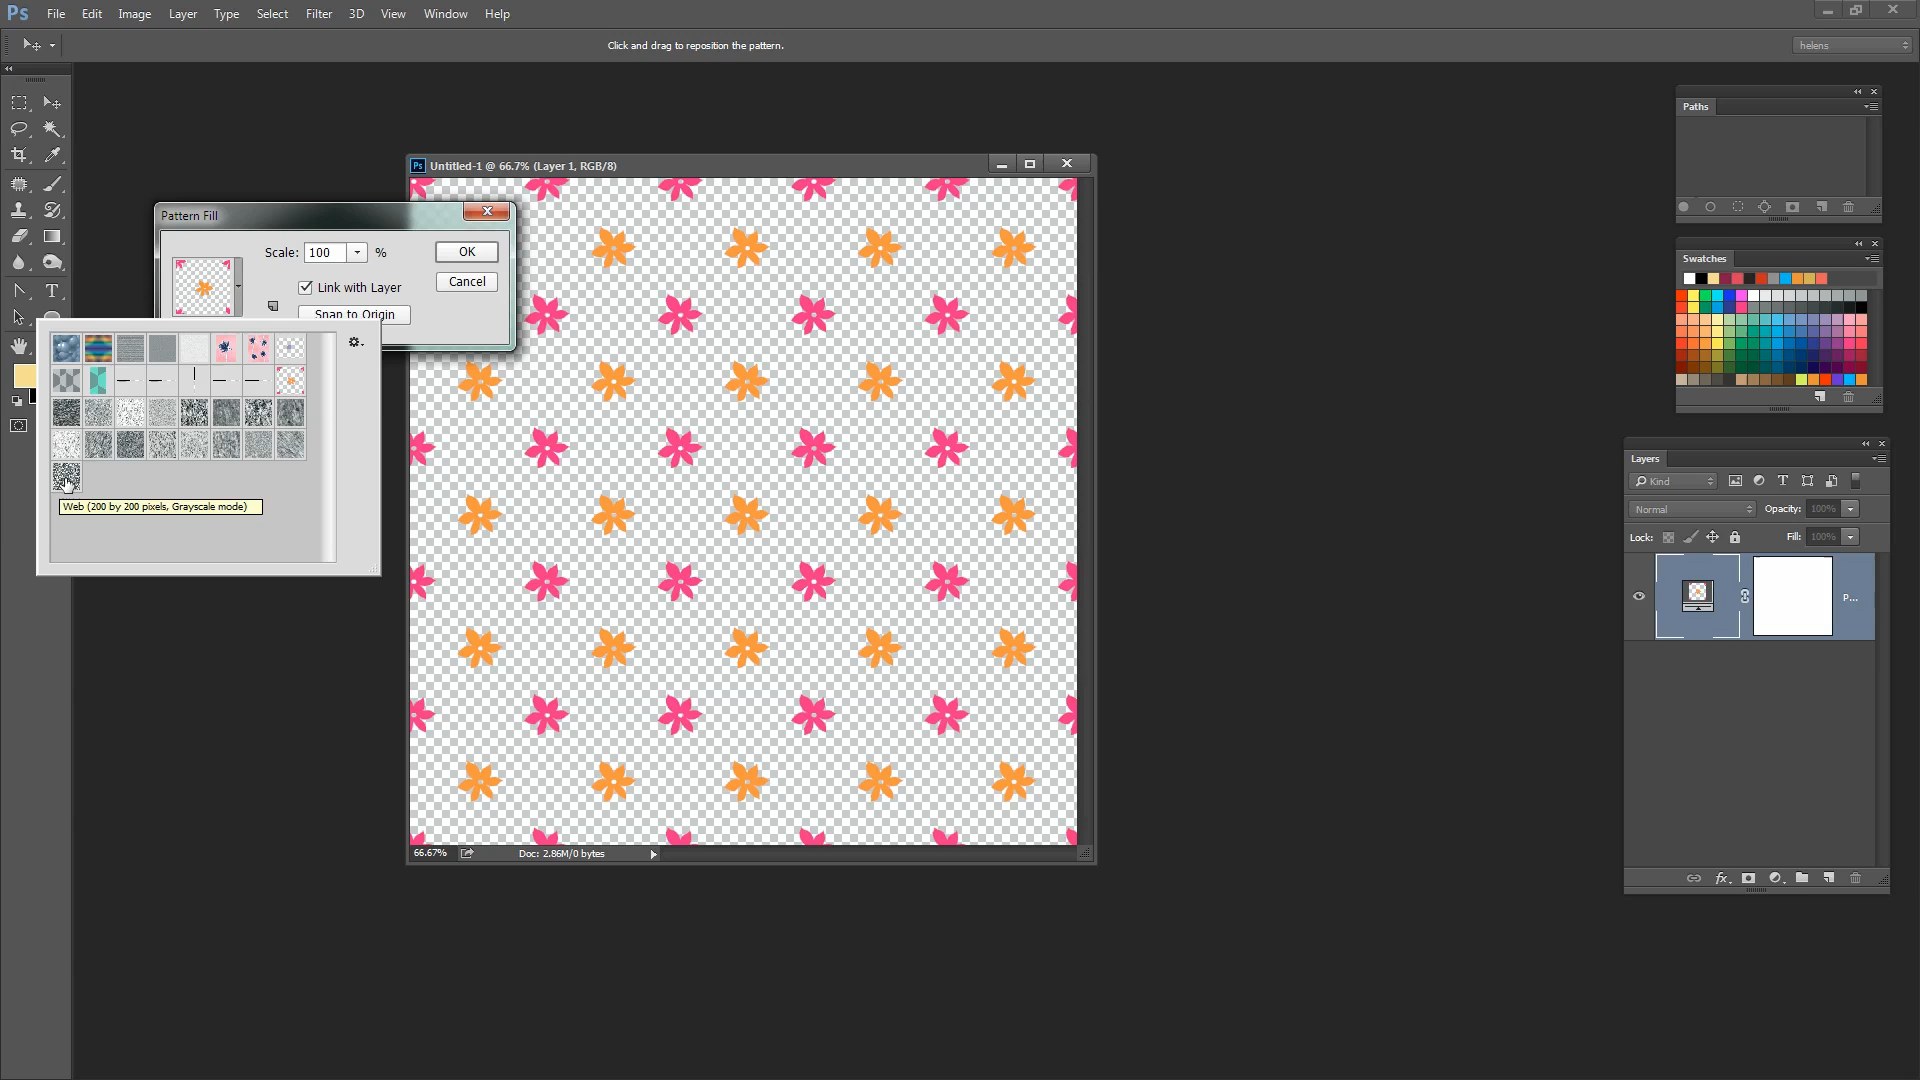 Ps File Edit Image Layer Type Select Filter 3D View Window Help
Click and drag to reposition the pattern.
helens
Paths
Ps Untitled-1 @ 66.7% (Layer 1, RGB/8)
Pattern Fill
Scale: 100 %
OK
Cancel
Link with Layer
Snap to Origin
Web (200 by 200 pixels, Grayscale mode)
66.67% Doc: 2.86M/0 bytes
Swatches
Layers
Kind
Normal Opacity: 100%
Lock: Fill: 100%
P...
fx